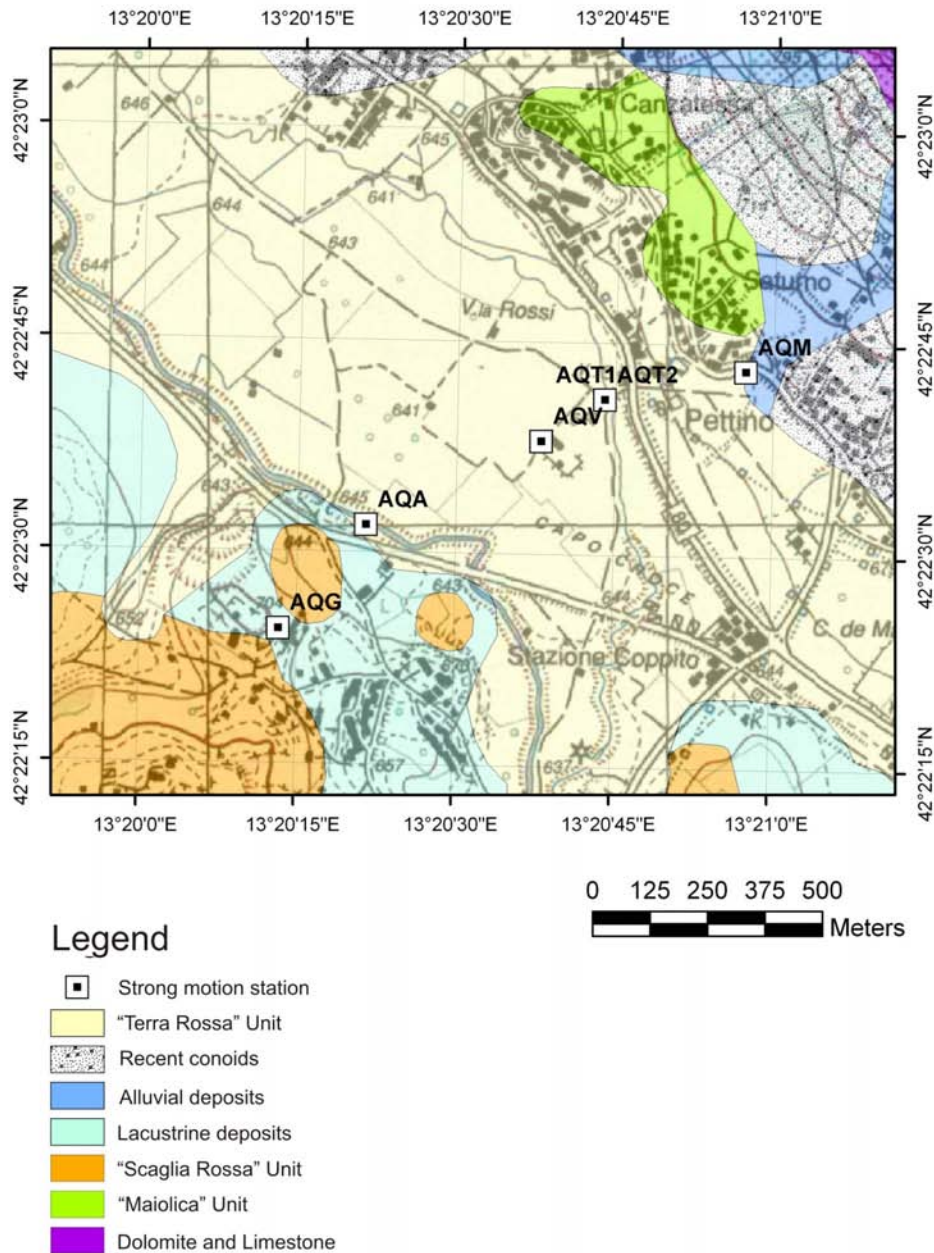 13°20'0"E 13°20'15"E 13°20'30"E 13°20'45"E 13°21'0"E
42°23'0"N 42°23'0"N
42°22'45"N 42°22'45"N
42°22'30"N 42°22'30"N
42°22'15"N 42°22'15"N
646
645
Canzatessa
641
644
643
644
V.la Rossi
Saturno
AQM
AQT1AQT2
Pettino
641
AQV
643
645
AQA
CAPO CROCE
80
644
643
644
652
704
AQG
Stazione Coppito
C. de M
657
637
13°20'0"E 13°20'15"E 13°20'30"E 13°20'45"E 13°21'0"E
0 125 250 375 500
Meters
Legend
Strong motion station
“Terra Rossa” Unit
Recent conoids
Alluvial deposits
Lacustrine deposits
“Scaglia Rossa” Unit
“Maiolica” Unit
Dolomite and Limestone